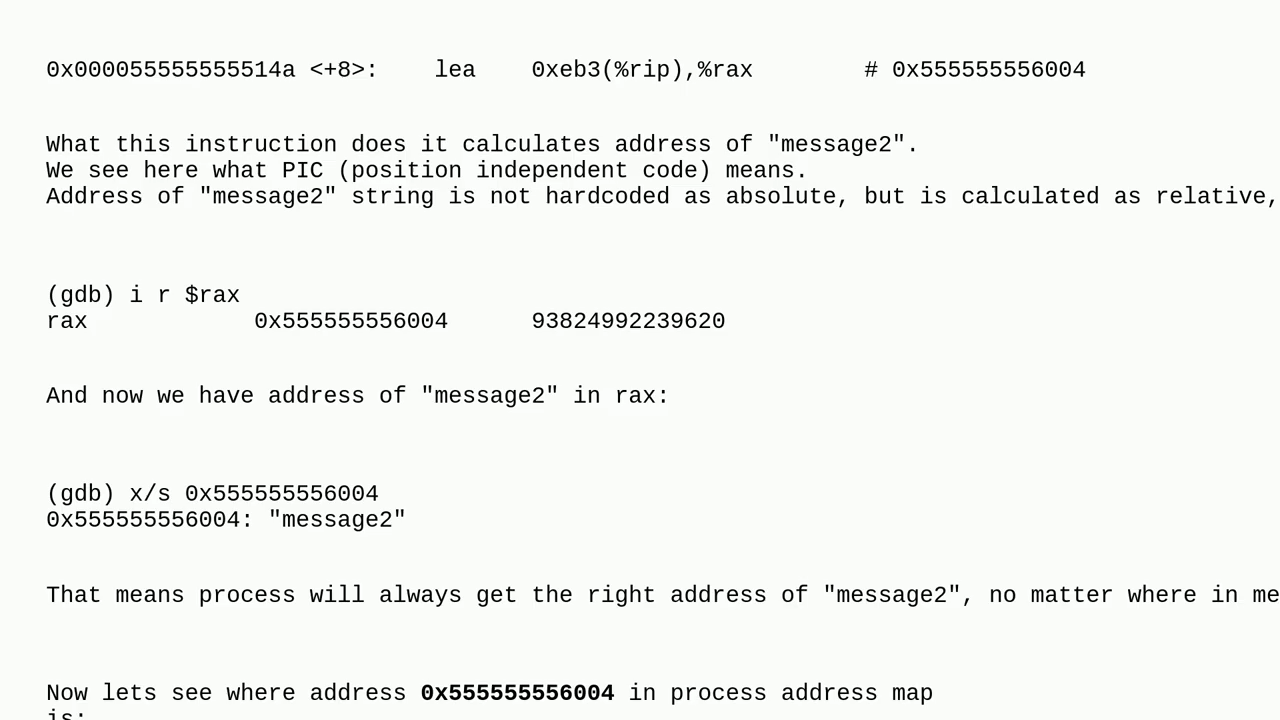 0x000055555555514a <+8>:    lea    0xeb3(%rip),%rax        # 0x555555556004
What this instruction does it calculates address of "message2".
We see here what PIC (position independent code) means.
Address of "message2" string is not hardcoded as absolute, but is calculated as relative,
(gdb) i r $rax
rax            0x555555556004      93824992239620
And now we have address of "message2" in rax:
(gdb) x/s 0x555555556004
0x555555556004: "message2"
That means process will always get the right address of "message2", no matter where in me
Now lets see where address 0x555555556004 in process address map
is: